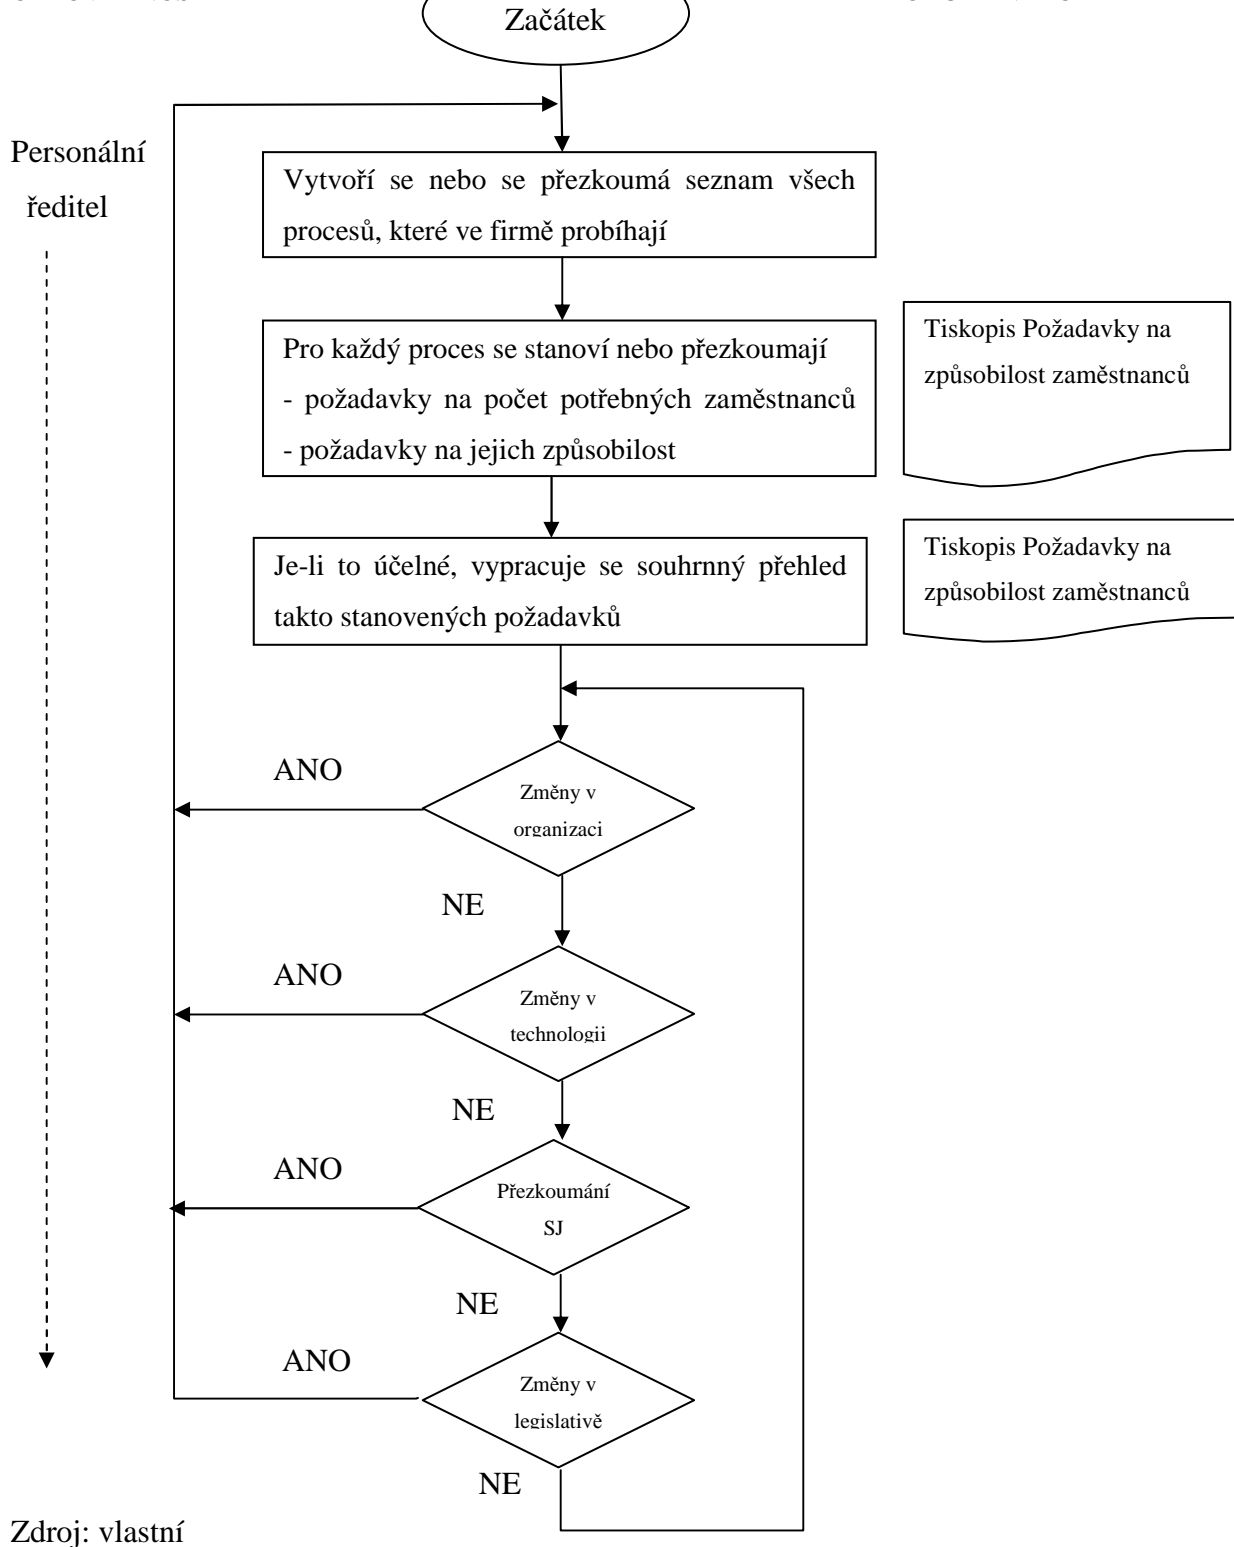 Začátek
Personální
ředitel
Vytvoří se nebo se přezkoumá seznam všech
procesů, které ve firmě probíhají
Pro každý proces se stanoví nebo přezkoumají
- požadavky na počet potřebných zaměstnanců
- požadavky na jejich způsobilost
Tiskopis Požadavky na
způsobilost zaměstnanců
Je-li to účelné, vypracuje se souhrnný přehled
takto stanovených požadavků
Tiskopis Požadavky na
způsobilost zaměstnanců
ANO
Změny v
organizaci
NE
ANO
Změny v
technologii
NE
ANO
Přezkoumání
SJ
NE
ANO
Změny v
legislativě
NE
Zdroj: vlastní